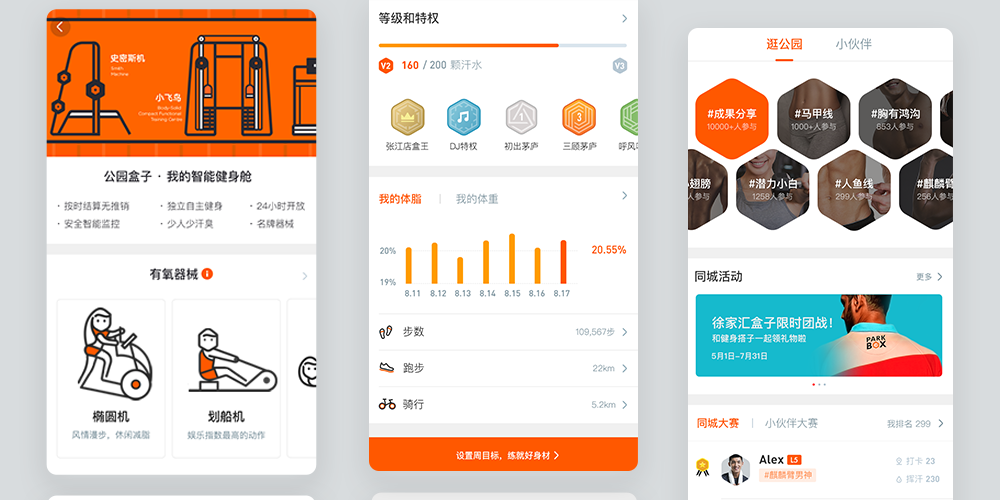 史密斯机
Smith
Machine
小飞鸟
Body-Solid
Compact Functional
Training Centre
公园盒子 · 我的智能健身舱
· 按时结算无推销
· 独立自主健身
· 24小时开放
· 安全智能监控
· 少人少汗臭
· 名牌器械
有氧器械
椭圆机
风情漫步，休闲减脂
划船机
娱乐指数最高的动作
等级和特权
V2 160 / 200 颗汗水
V3
1
3
张江店盒王
DJ特权
初出茅庐
三顾茅庐
我的体脂
我的体重
20%
19%
20.55%
8.11 8.12 8.13 8.14 8.15 8.16 8.17
步数
109,567步
跑步
22km
骑行
5.2km
设置周目标，练就好身材
逛公园
小伙伴
#成果分享
10000+人参与
#马甲线
1000+人参与
#胸有鸿沟
653人参与
翅膀
#潜力小白
1258人参与
#人鱼线
299人参与
#麒麟臂
256人参与
同城活动
更多
徐家汇盒子限时团战！
和健身搭子一起领礼物啦
5月1日~7月31日
PARK
BOX
同城大赛
小伙伴大赛
我排名 299
Alex L5
#麒麟臂男神
打卡 23
挥汗 230